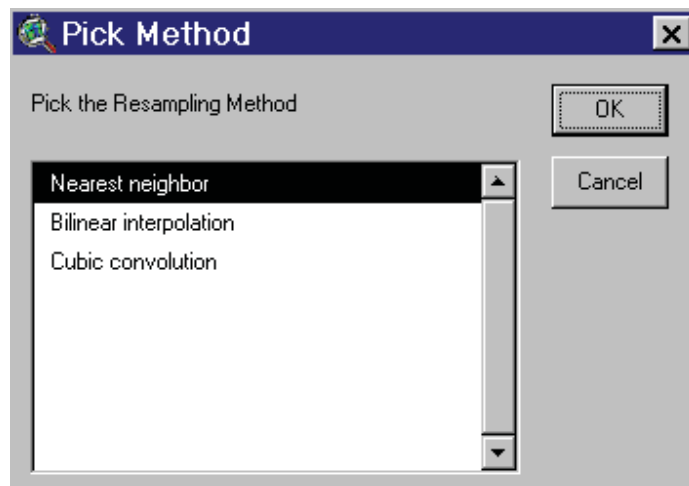 Pick Method
Pick the Resampling Method
OK
Nearest neighbor
Cancel
Bilinear interpolation
Cubic convolution